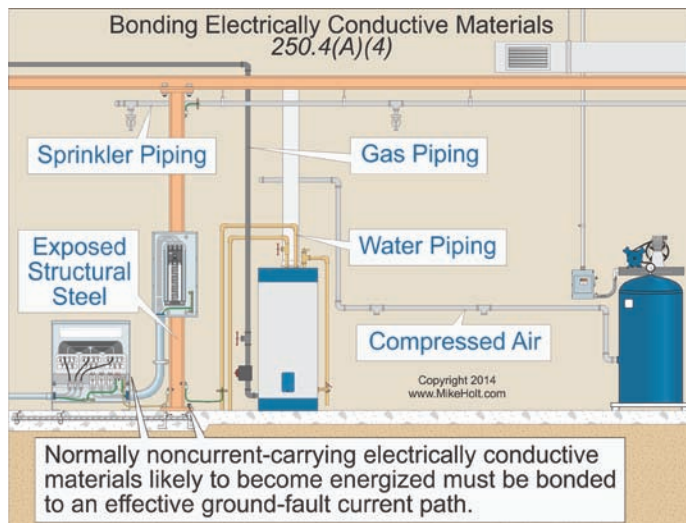 Bonding Electrically Conductive Materials
250.4(A)(4)
Sprinkler Piping
Gas Piping
Exposed
Structural
Steel
Water Piping
Compressed Air
Copyright 2014
www.MikeHolt.com
Normally noncurrent-carrying electrically conductive
materials likely to become energized must be bonded
to an effective ground-fault current path.